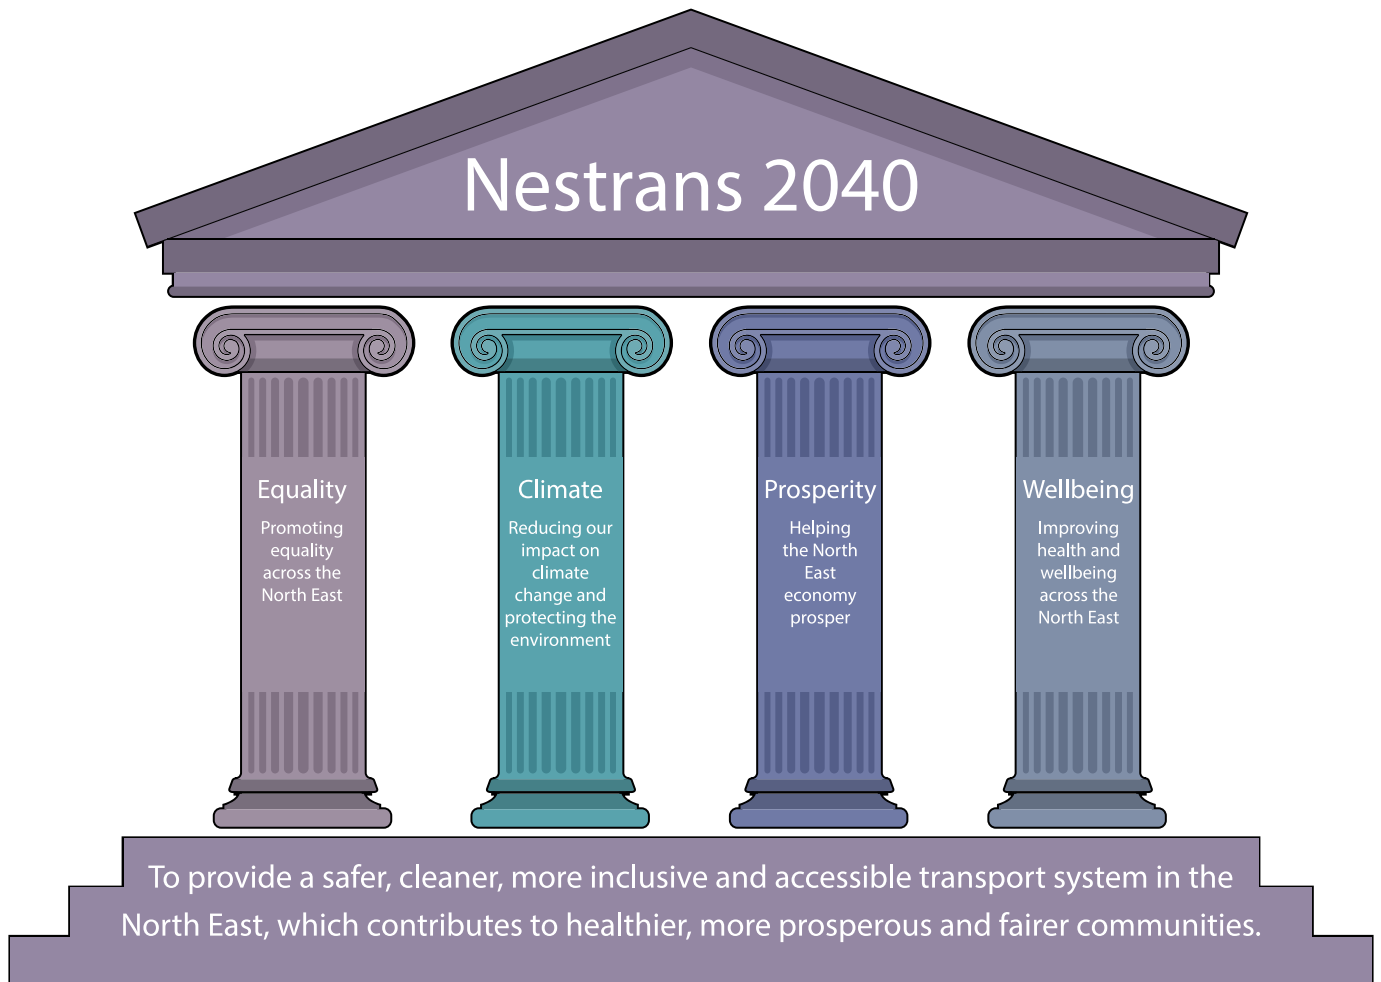 Nestrans 2040
Equality
Promoting
equality
across the
North East
Climate
Reducing our
impact on
climate
change and
protecting the
environment
Prosperity
Helping
the North
East
economy
prosper
Wellbeing
Improving
health and
wellbeing
across the
North East
To provide a safer, cleaner, more inclusive and accessible transport system in the
North East, which contributes to healthier, more prosperous and fairer communities.